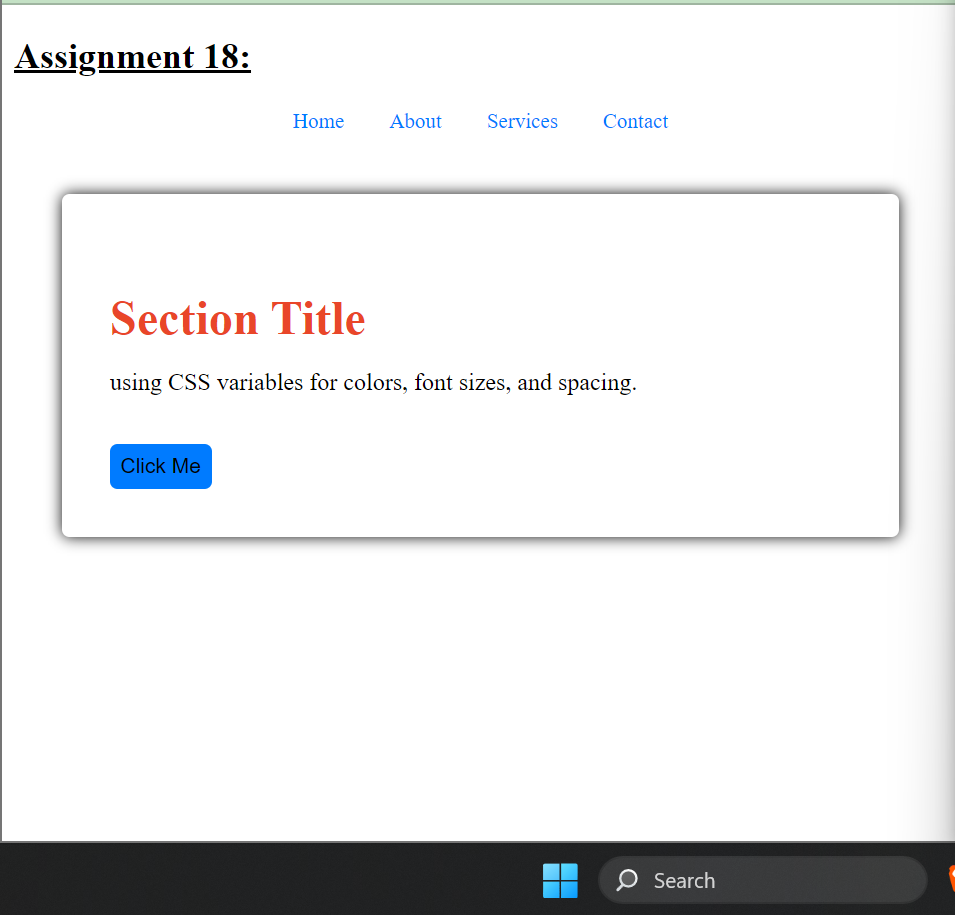 Assignment 18:
Home About Services Contact
Section Title
using CSS variables for colors, font sizes, and spacing.
Click Me
Search